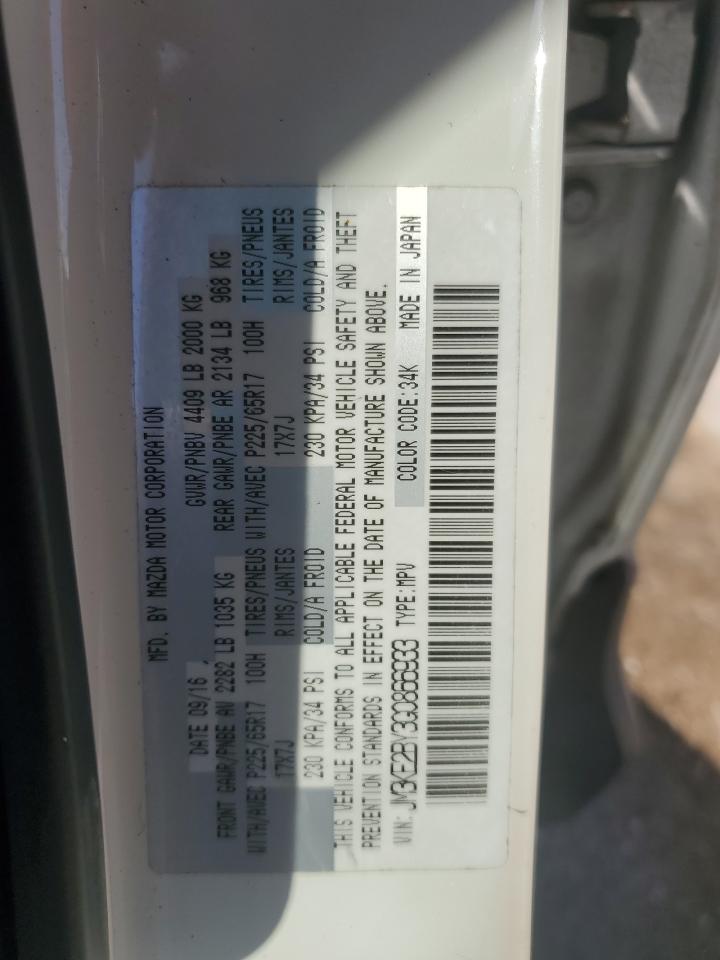 MFD. BY MAZDA MOTOR CORPORATION
DATE 09/16 , GVWR/PNBV 4409 LB 2000 KG
FRONT GAWR/PNBE AV 2282 LB 1035 KG REAR GAWR/PNBE AR 2134 LB 968 KG
WITH/AVEC P225/65R17 100H TIRES/PNEUS WITH/AVEC P225/65R17 100H TIRES/PNEUS
17X7J RIMS/JANTES 17X7J RIMS/JANTES
230 KPA/34 PSI COLD/A FROID 230 KPA/34 PSI COLD/A FROID
THIS VEHICLE CONFORMS TO ALL APPLICABLE FEDERAL MOTOR VEHICLE SAFETY AND THEFT
PREVENTION STANDARDS IN EFFECT ON THE DATE OF MANUFACTURE SHOWN ABOVE.
VIN: JM3KF2BY3G0866933 TYPE:MPV COLOR CODE:34K MADE IN JAPAN